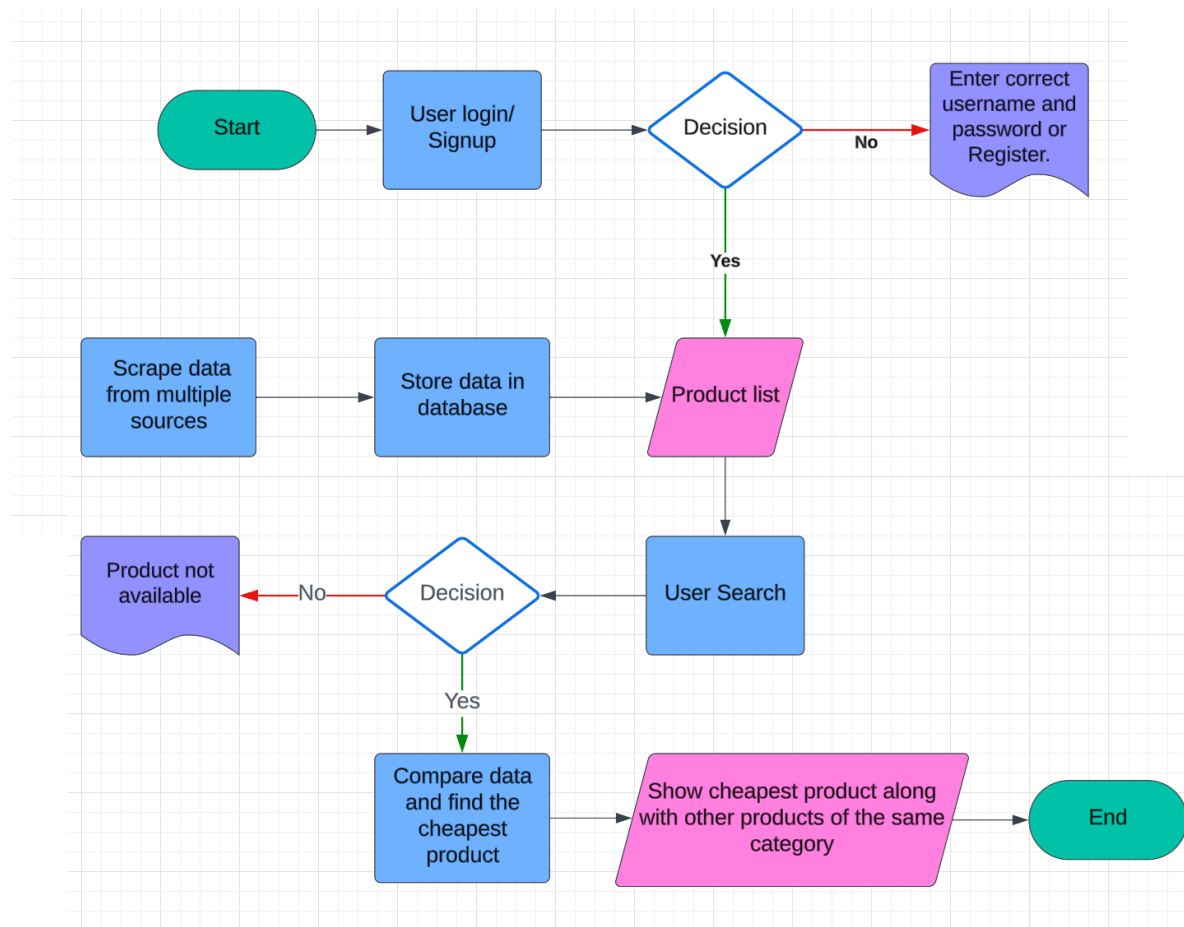 Start
User login/
Signup
Decision
No
Enter correct
username and
password or
Register.
Yes
Scrape data
from multiple
sources
Store data in
database
Product list
Product not
available
No
Decision
User Search
Yes
Compare data
and find the
cheapest
product
Show cheapest product along
with other products of the same
category
End